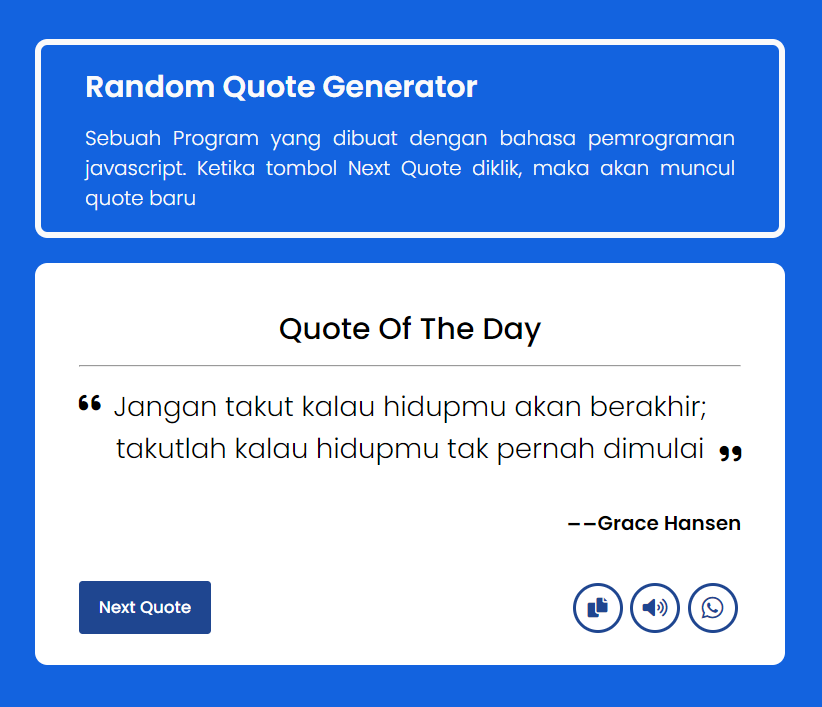 Random Quote Generator
Sebuah Program yang dibuat dengan bahasa pemrograman
javascript. Ketika tombol Next Quote diklik, maka akan muncul
quote baru
Quote Of The Day
“ Jangan takut kalau hidupmu akan berakhir;
takutlah kalau hidupmu tak pernah dimulai ”
––Grace Hansen
Next Quote